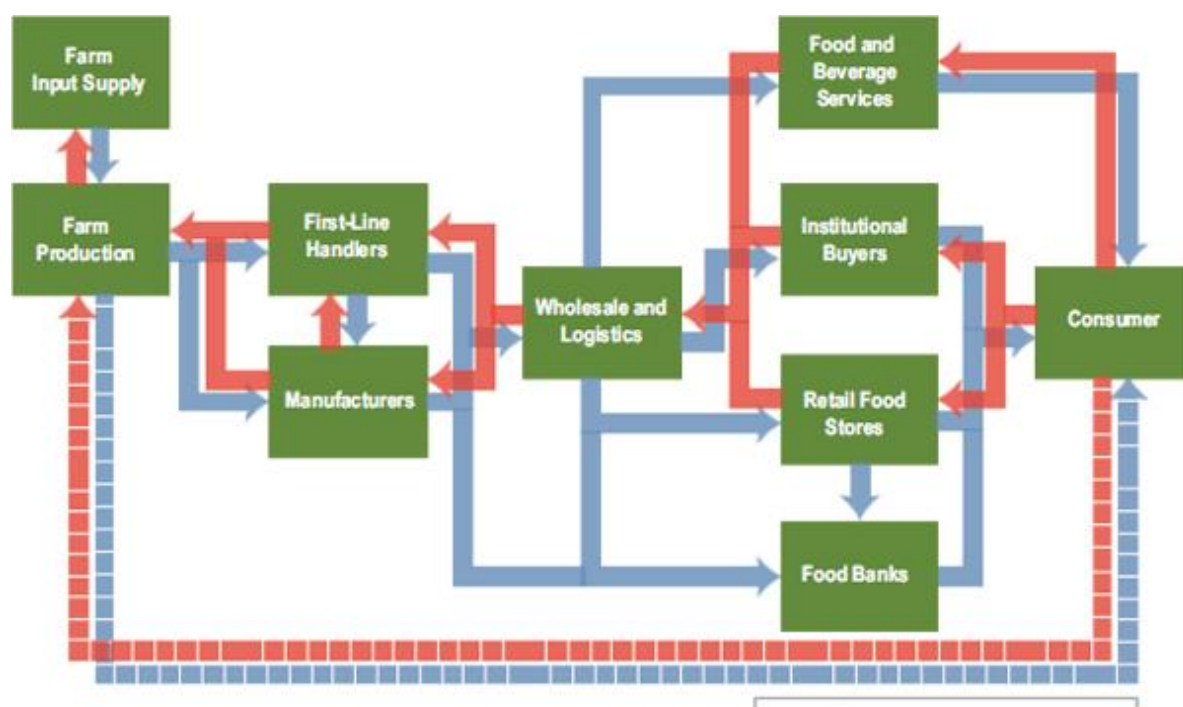 Farm
Input Supply
Food and
Beverage
Services
Farm
Production
First-Line
Handlers
Institutional
Buyers
Wholesale and
Logistics
Consumer
Manufacturers
Retail Food
Stores
Food Banks